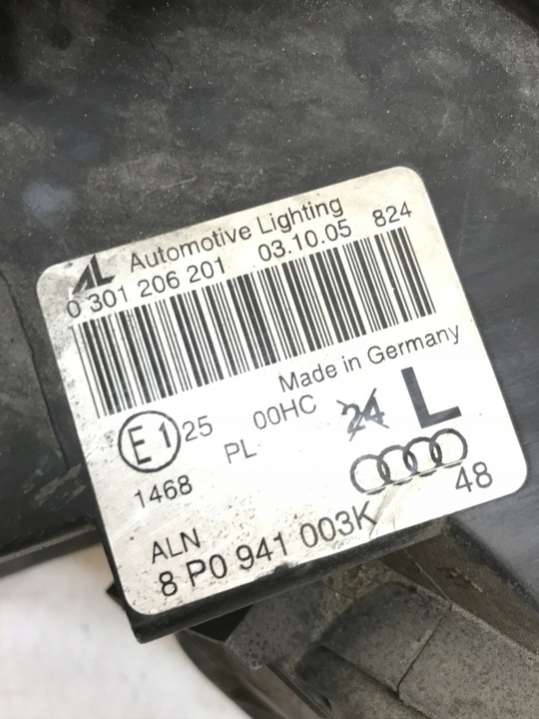 AL Automotive Lighting
0 301 206 201 03.10.05 824
Made in Germany
E1 25 00HC 24 L
PL
1468
48
ALN
8 P0 941 003K